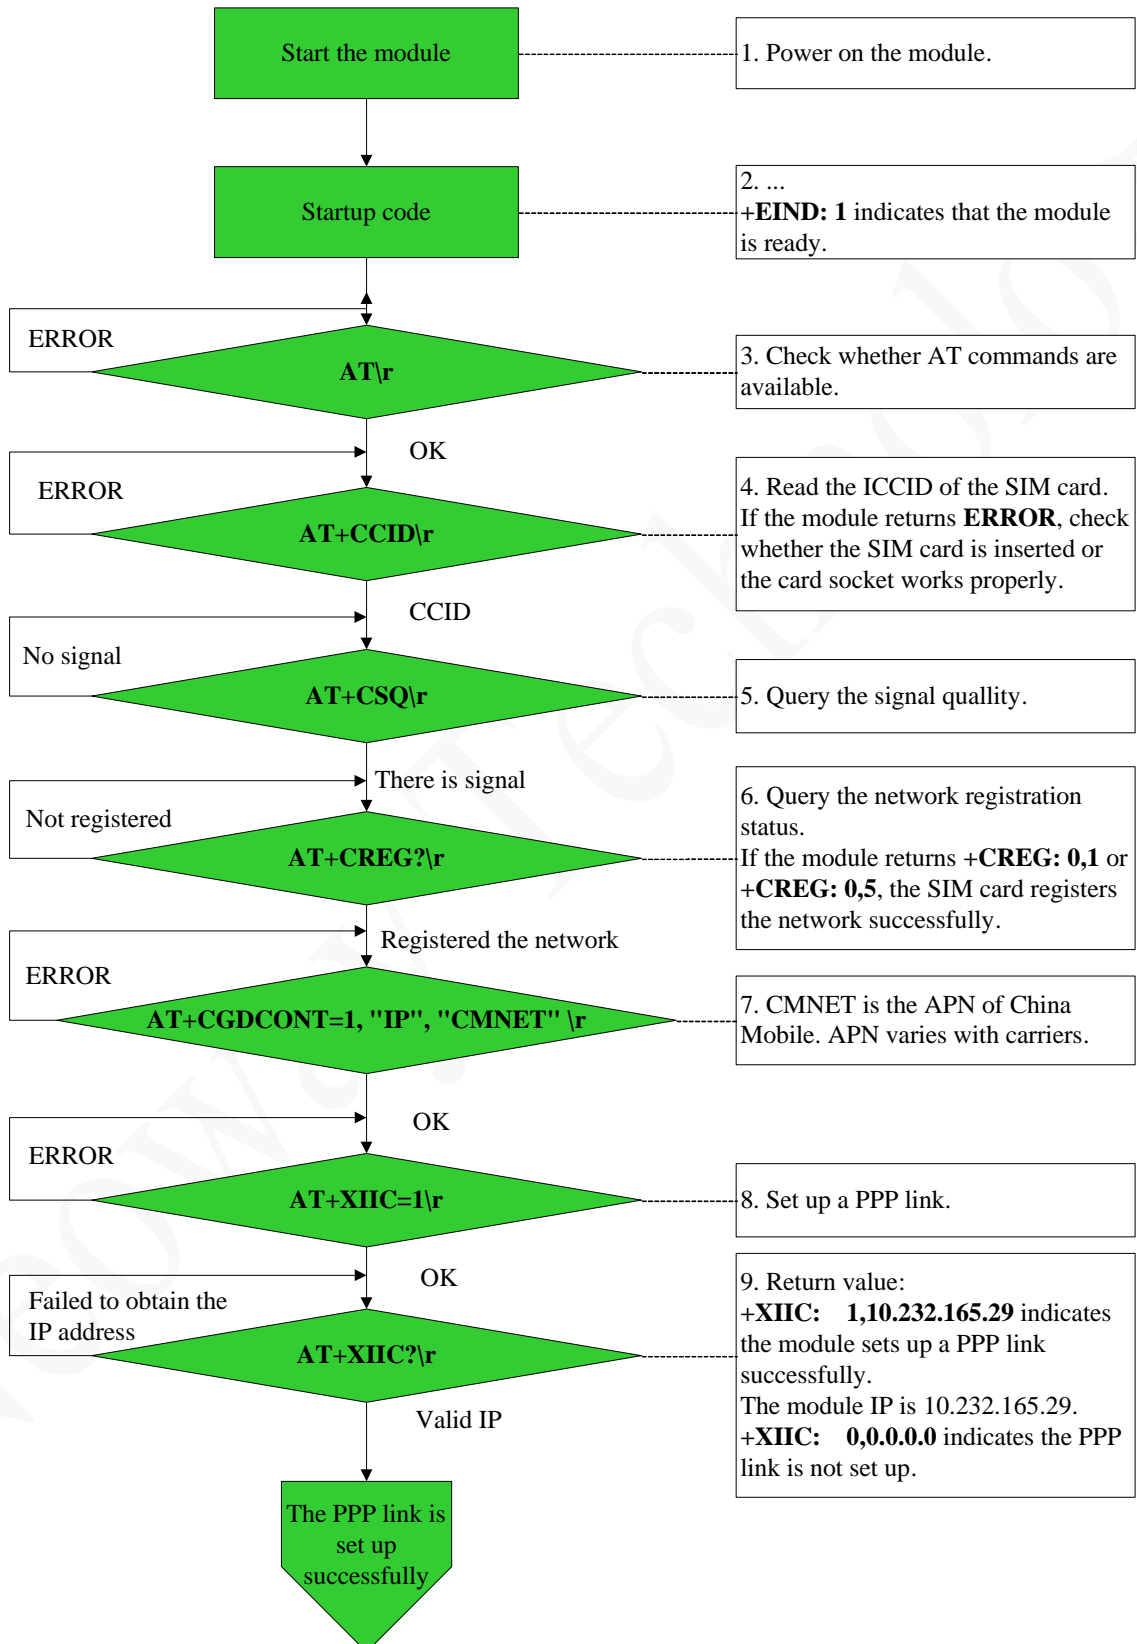 Start the module
1. Power on the module.
Startup code
2. ...
+EIND: 1 indicates that the module
is ready.
ERROR
AT\r
3. Check whether AT commands are
available.
OK
ERROR
AT+CCID\r
4. Read the ICCID of the SIM card.
If the module returns ERROR, check
whether the SIM card is inserted or
the card socket works properly.
CCID
No signal
AT+CSQ\r
5. Query the signal quallity.
There is signal
Not registered
AT+CREG?\r
6. Query the network registration
status.
If the module returns +CREG: 0,1 or
+CREG: 0,5, the SIM card registers
the network successfully.
Registered the network
ERROR
AT+CGDCONT=1, "IP", "CMNET" \r
7. CMNET is the APN of China
Mobile. APN varies with carriers.
OK
ERROR
AT+XIIC=1\r
8. Set up a PPP link.
OK
Failed to obtain the
IP address
AT+XIIC?\r
9. Return value:
+XIIC:    1,10.232.165.29 indicates
the module sets up a PPP link
successfully.
The module IP is 10.232.165.29.
+XIIC:    0,0.0.0.0 indicates the PPP
link is not set up.
Valid IP
The PPP link is
set up
successfully